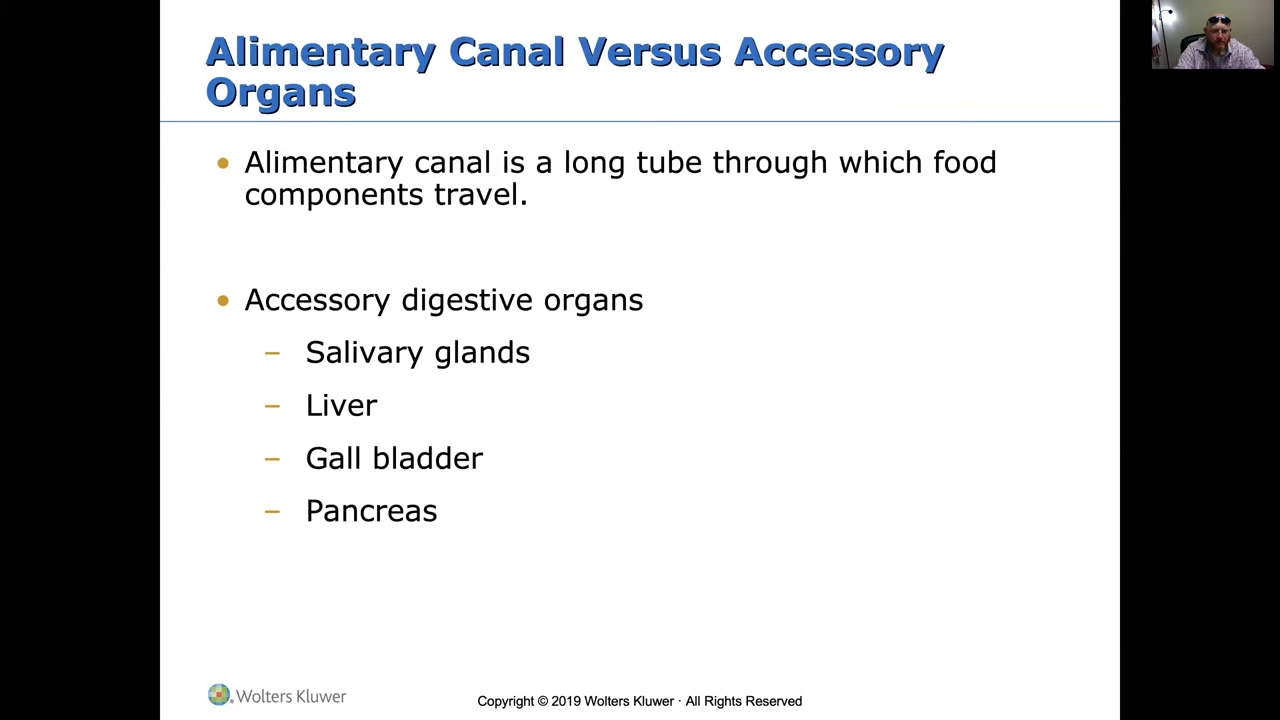 Alimentary Canal Versus Accessory
Organs
• Alimentary canal is a long tube through which food
components travel.
• Accessory digestive organs
– Salivary glands
– Liver
– Gall bladder
– Pancreas
Wolters Kluwer
Copyright © 2019 Wolters Kluwer · All Rights Reserved